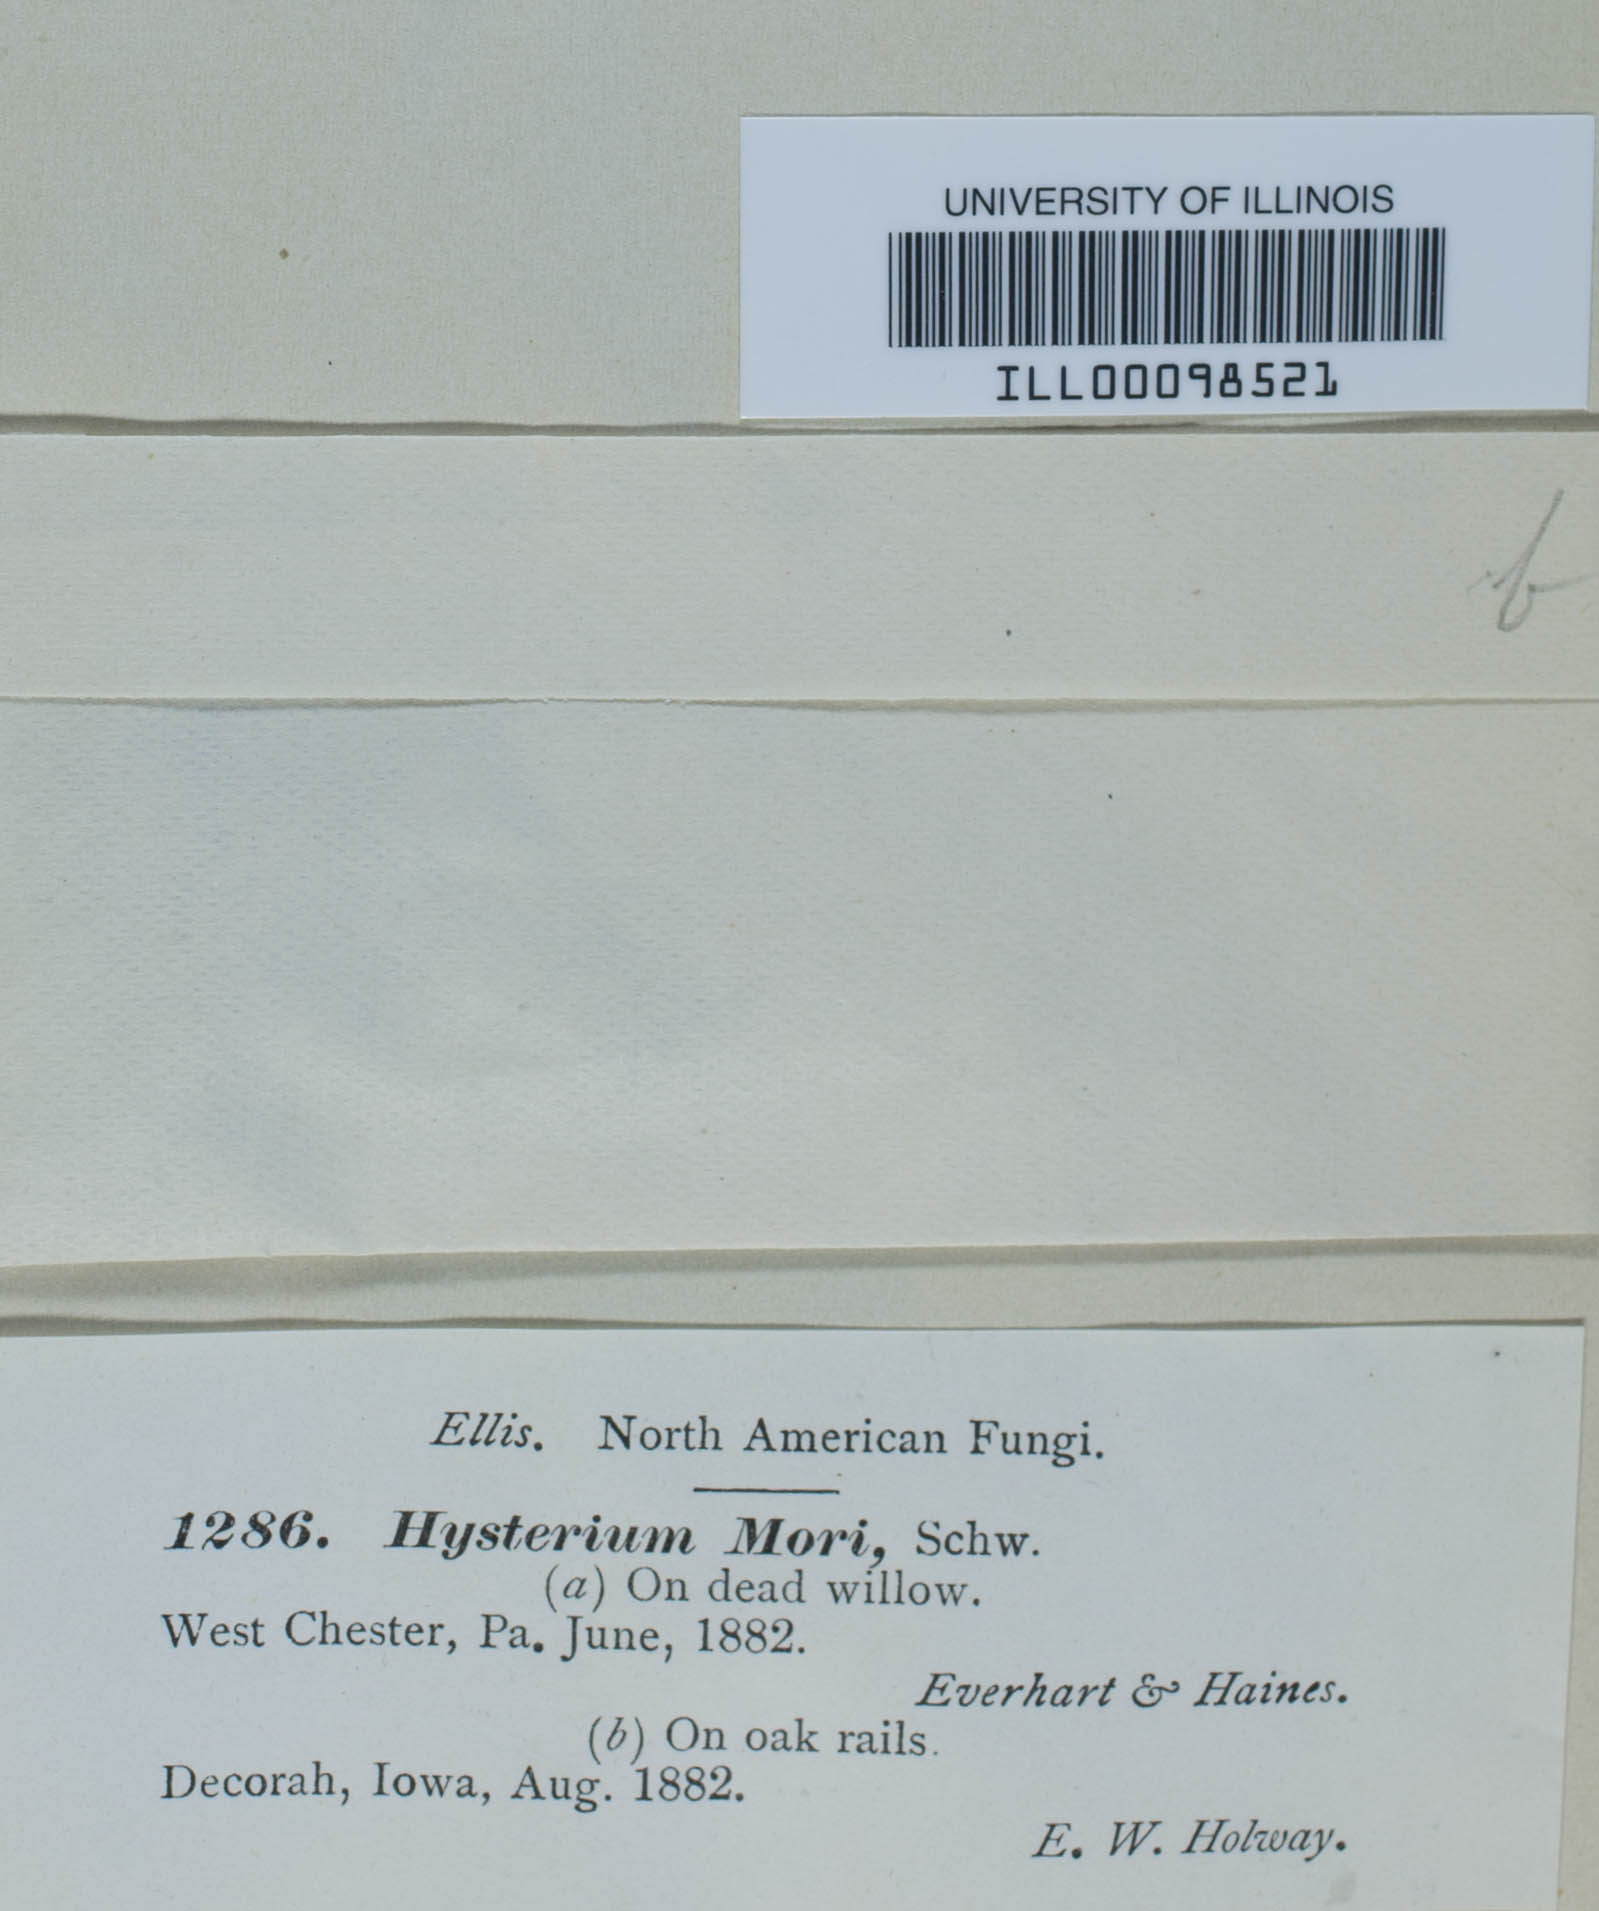 UNIVERSITY OF ILLINOIS
ILL00098521
b
Ellis. North American Fungi.
1286. Hysterium Mori, Schw.
(a) On dead willow.
West Chester, Pa. June, 1882.
Everhart & Haines.
(b) On oak rails.
Decorah, Iowa, Aug. 1882.
E. W. Holway.